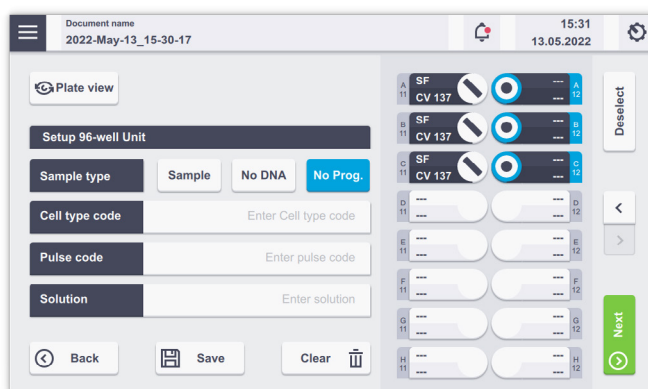 Document name
2022-May-13_15-30-17
15:31
13.05.2022
Plate view
Setup 96-well Unit
Sample type
Sample
No DNA
No Prog.
Cell type code
Enter Cell type code
Pulse code
Enter pulse code
Solution
Enter solution
Back
Save
Clear
A
11
SF
CV 137
---
---
A
12
B
11
SF
CV 137
---
---
B
12
C
11
SF
CV 137
---
---
C
12
D
11
---
---
---
---
D
12
E
11
---
---
---
---
E
12
F
11
---
---
---
---
F
12
G
11
---
---
---
---
G
12
H
11
---
---
---
---
H
12
Deselect
Next